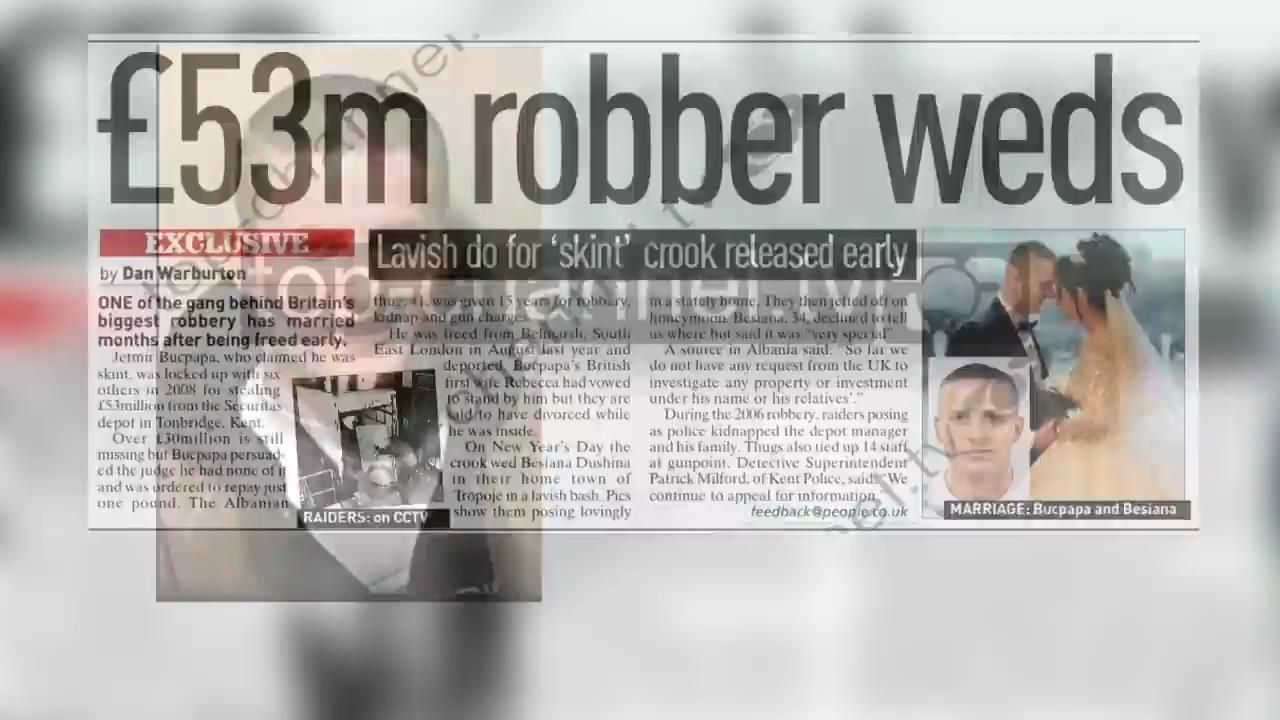 £53m robber weds
EXCLUSIVE
by Dan Warburton
Lavish do for 'skint' crook released early
ONE of the gang behind Britain's
biggest robbery has married
months after being freed early.
Jetmir Bucpapa, who claimed he was
skint, was locked up with six
others in 2008 for stealing
£53million from the Securitas
depot in Tonbridge, Kent.
Over £30million is still
missing but Bucpapa persuad-
ed the judge he had none of it
and was ordered to repay just
one pound. The Albanian
thug, 41, was given 15 years for robbery,
kidnap and gun charges.
He was freed from Belmarsh, South
East London in August last year and
deported. Bucpapa's British
first wife Rebecca had vowed
to stand by him but they are
said to have divorced while
he was inside.
On New Year's Day the
crook wed Besiana Dushina
in their home town of
Tropoje in a lavish bash. Pics
show them posing lovingly
in a stately home. They then jetted off on
honeymoon. Besiana, 34, declined to tell
us where but said it was "very special"
A source in Albania said: "So far we
do not have any request from the UK to
investigate any property or investment
under his name or his relatives'."
During the 2006 robbery, raiders posing
as police kidnapped the depot manager
and his family. Thugs also tied up 14 staff
at gunpoint. Detective Superintendent
Patrick Milford, of Kent Police, said: "We
continue to appeal for information."
feedback@people.co.uk
RAIDERS: on CCTV
MARRIAGE: Bucpapa and Besiana
top-channel.tv